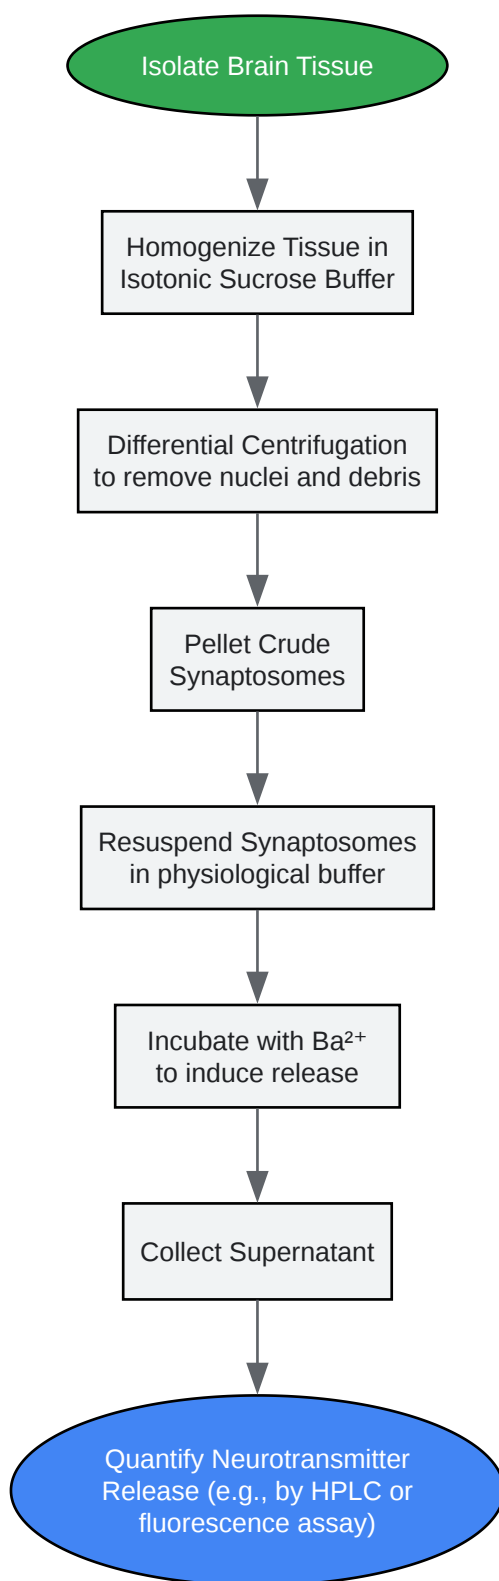 Isolate Brain Tissue
Homogenize Tissue in
Isotonic Sucrose Buffer
Differential Centrifugation
to remove nuclei and debris
Pellet Crude
Synaptosomes
Resuspend Synaptosomes
in physiological buffer
Incubate with Ba²⁺
to induce release
Collect Supernatant
Quantify Neurotransmitter
Release (e.g., by HPLC or
fluorescence assay)